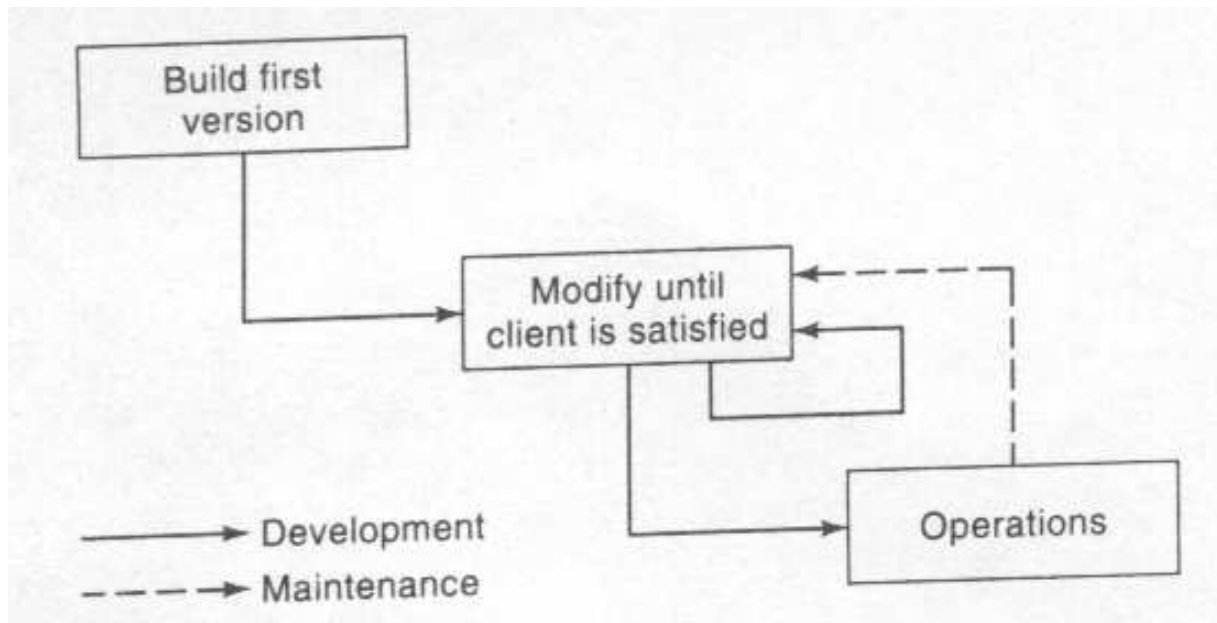 Build first
version
Modify until
client is satisfied
Operations
Development
Maintenance